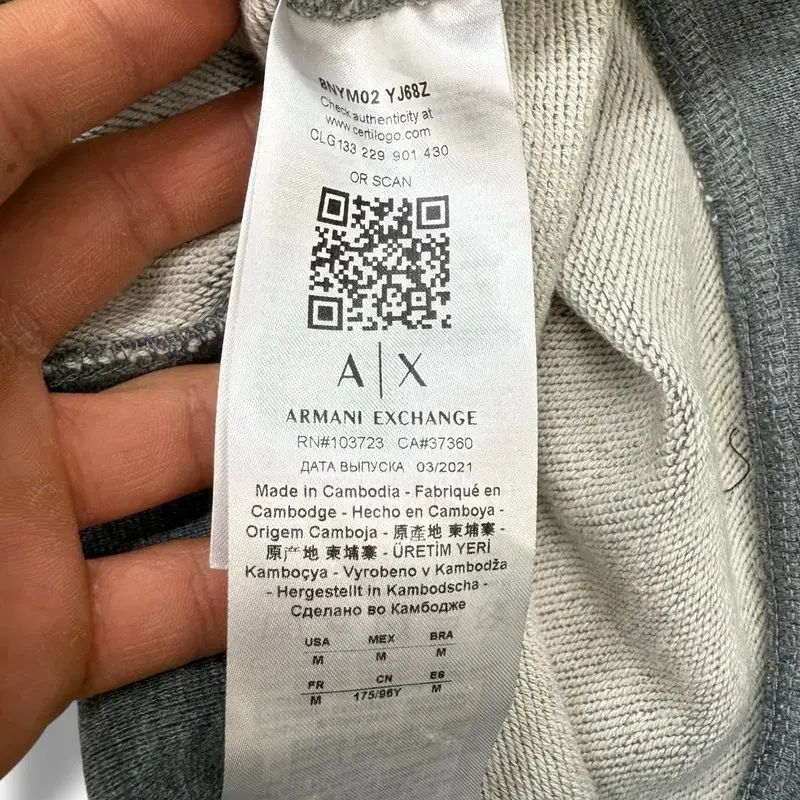 8NYM02 YJ68Z
Check authenticity at
www.certilogo.com
CLG133 229 901 430
OR SCAN
A|X
ARMANI EXCHANGE
RN#103723 CA#37360
ДАТА ВЫПУСКА 03/2021
Made in Cambodia - Fabriqué en
Cambodge - Hecho en Camboya -
Origem Camboja - 原產地 柬埔寨 -
原产地 柬埔寨 - ÜRETİM YERİ
Kamboçya - Vyrobeno v Kambodža
- Hergestellt in Kambodscha -
Сделано во Камбодже
USA MEX BRA
M M M
FR CN ES
M 175/96Y M